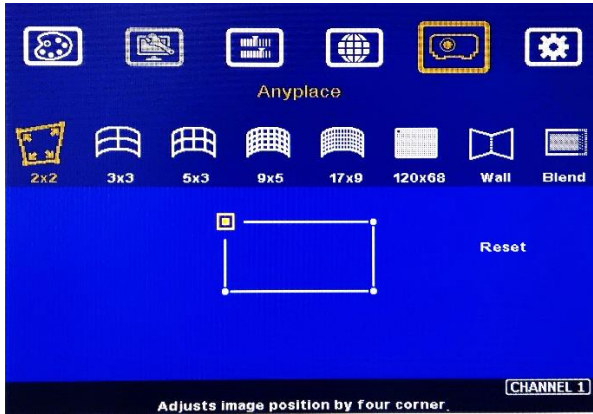 Anyplace
2x2 3x3 5x3 9x5 17x9 120x68 Wall Blend
Reset
CHANNEL 1
Adjusts image position by four corner.